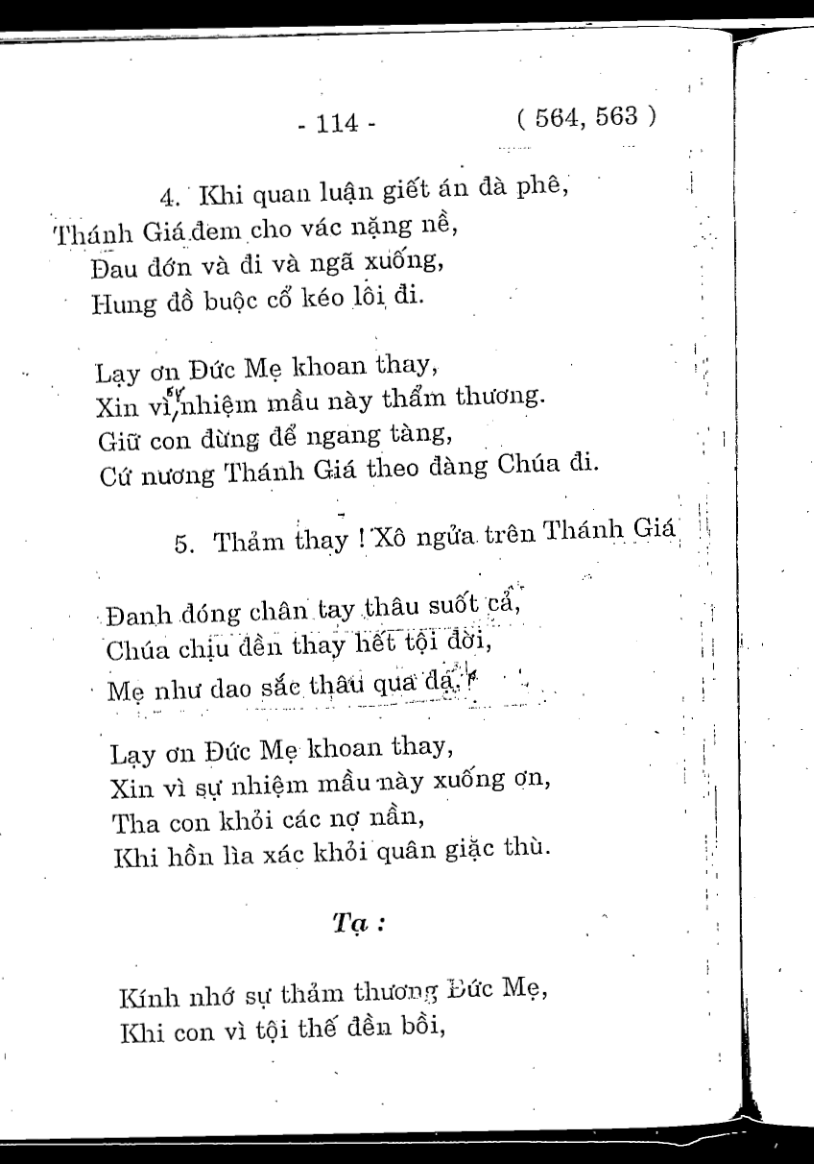 - 114 - ( 564, 563 )
4. Khi quan luận giết án đà phê,
Thánh Giá đem cho vác nặng nề,
Đau đớn và đi và ngã xuống,
Hung đồ buộc cổ kéo lôi đi.
Lạy ơn Đức Mẹ khoan thay,
Xin vì sự nhiệm mầu này thẩm thương.
Giữ con đừng để ngang tàng,
Cứ nương Thánh Giá theo đàng Chúa đi.
5. Thảm thay ! Xô ngửa trên Thánh Giá
Đanh đóng chân tay thâu suốt cả,
Chúa chịu đền thay hết tội đời,
Mẹ như dao sắc thâu qua dạ.
Lạy ơn Đức Mẹ khoan thay,
Xin vì sự nhiệm mầu này xuống ơn,
Tha con khỏi các nợ nần,
Khi hồn lìa xác khỏi quân giặc thù.
Tạ :
Kính nhớ sự thảm thương Đức Mẹ,
Khi con vì tội thế đền bồi,